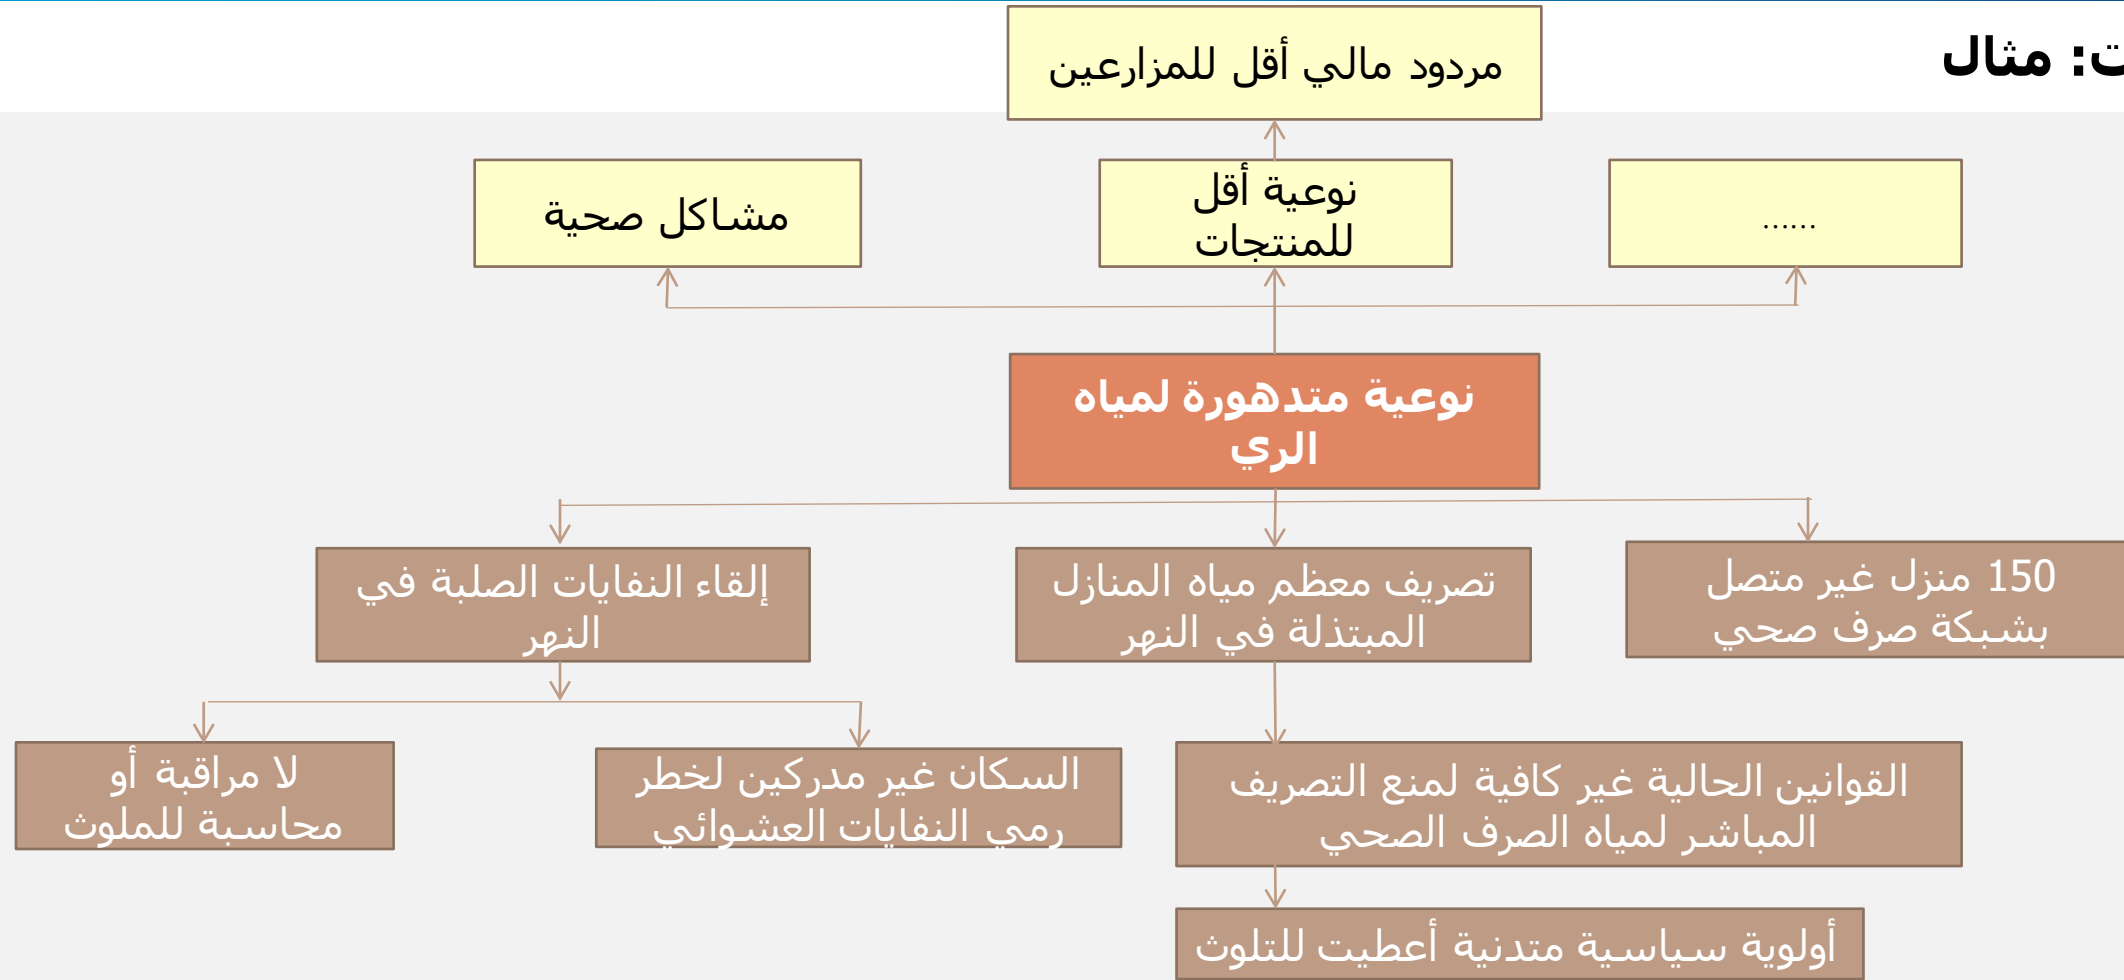 ت: مثال
مردود مالي أقل للمزارعين
......
نوعية أقل
للمنتجات
مشاكل صحية
نوعية متدهورة لمياه
الري
150 منزل غير متصل
بشبكة صرف صحي
تصريف معظم مياه المنازل
المبتذلة في النهر
إلقاء النفايات الصلبة في
النهر
القوانين الحالية غير كافية لمنع التصريف
المباشر لمياه الصرف الصحي
السكان غير مدركين لخطر
رمي النفايات العشوائي
لا مراقبة أو
محاسبة للملوث
أولوية سياسية متدنية أعطيت للتلوث